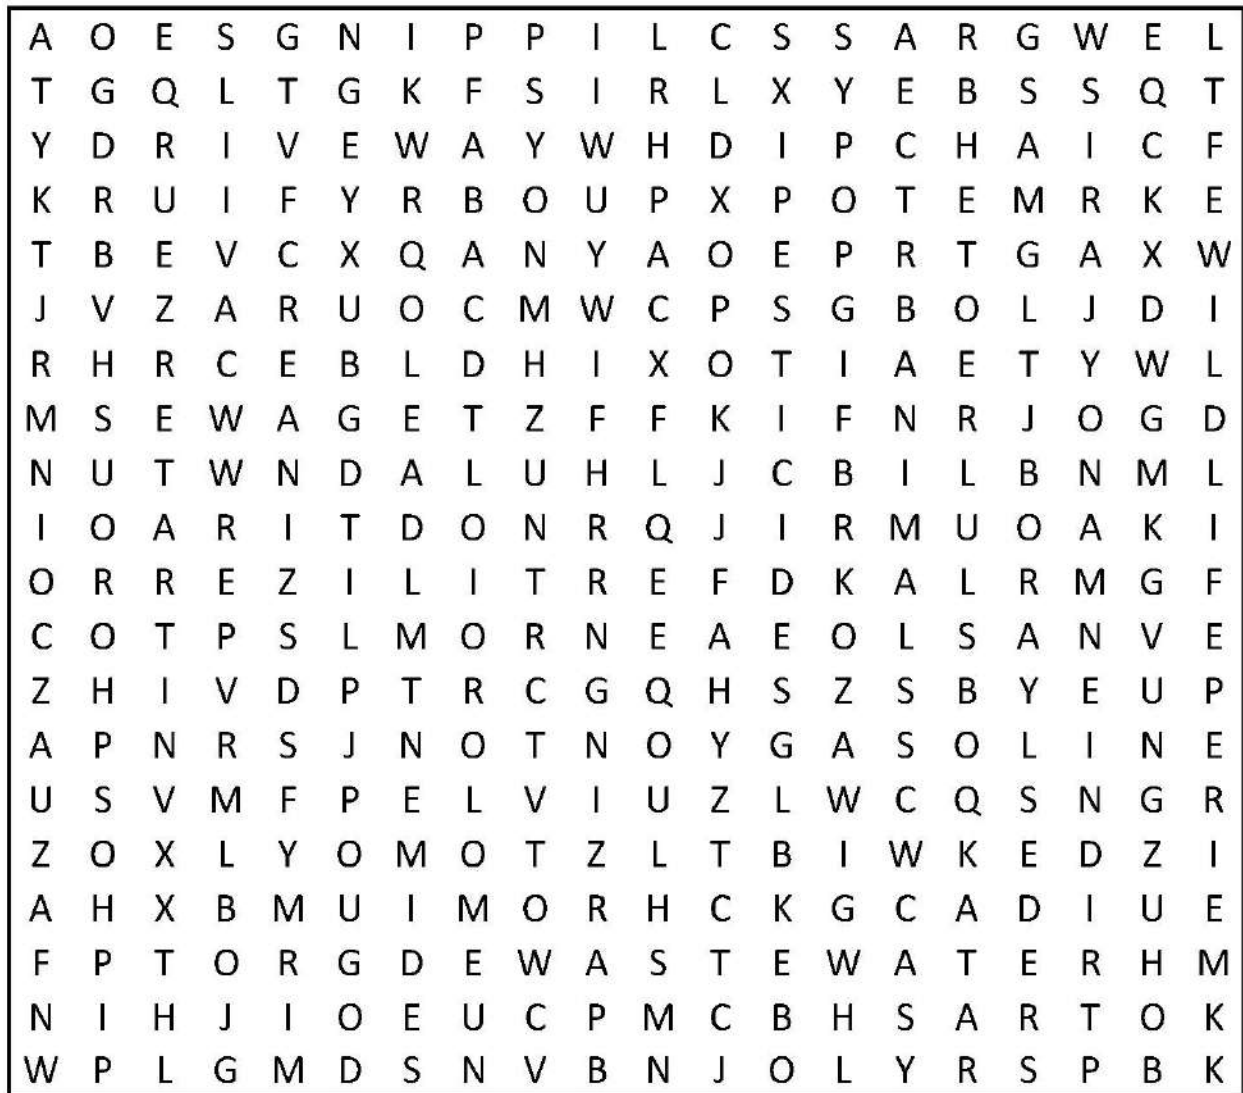 A O E S G N I P P I L C S S A R G W E L
T G Q L T G K F S I R L X Y E B S S Q T
Y D R I V E W A Y W H D I P C H A I C F
K R U I F Y R B O U P X P O T E M R K E
T B E V C X Q A N Y A O E P R T G A X W
J V Z A R U O C M W C P S G B O L J D I
R H R C E B L D H I X O T I A E T Y W L
M S E W A G E T Z F F K I F N R J O G D
N U T W N D A L U H L J C B I L B N M L
I O A R I T D O N R Q J I R M U O A K I
O R R E Z I L I T R E F D K A L R M G F
C O T P S L M O R N E A E O L S A N V E
Z H I V D P T R C G Q H S Z S B Y E U P
A P N R S J N O T N O Y G A S O L I N E
U S V M F P E L V I U Z L W C Q S N G R
Z O X L Y O M O T Z L T B I W K E D Z I
A H X B M U I M O R H C K G C A D I U E
F P T O R G D E W A S T E W A T E R H M
N I H J I O E U C P M C B H S A R T O K
W P L G M D S N V B N J O L Y R S P B K